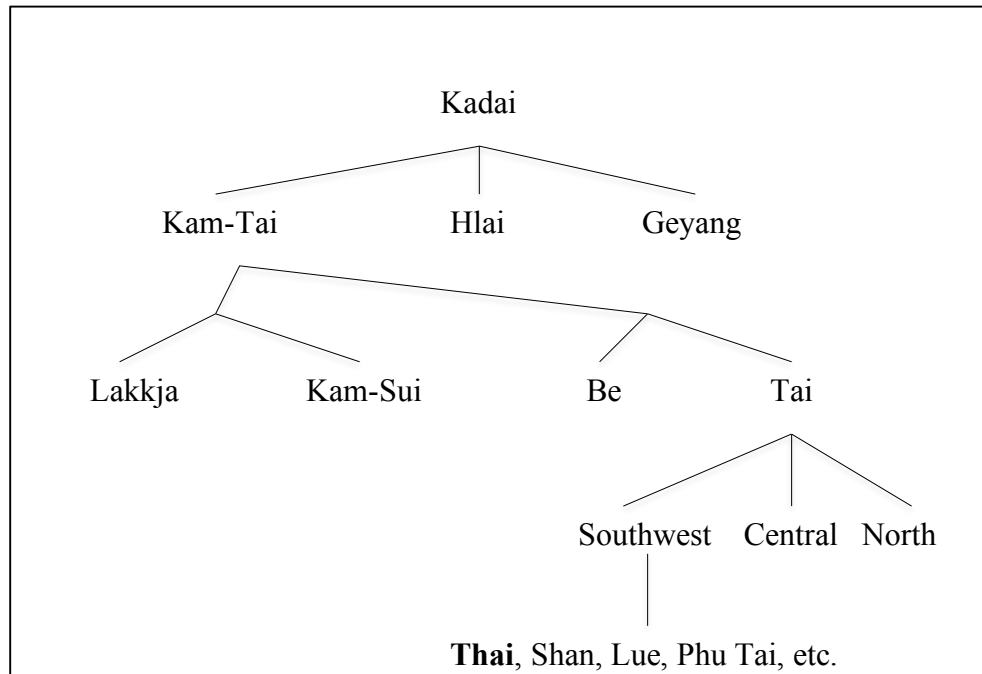 Kadai
Kam-Tai Hlai Geyang
Lakkja Kam-Sui Be Tai
Southwest Central North
Thai, Shan, Lue, Phu Tai, etc.